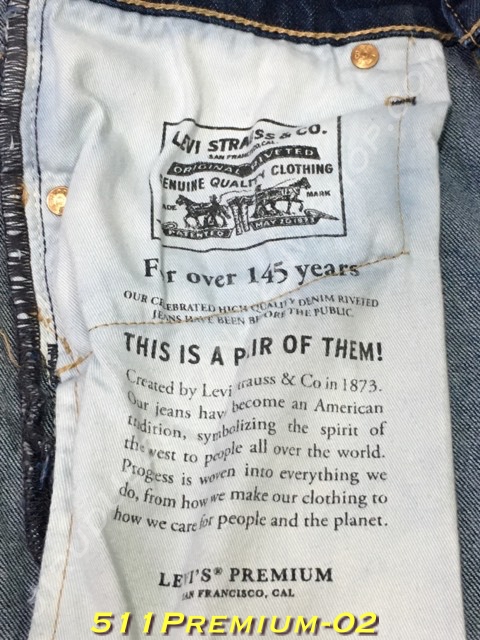 LEVI STRAUSS & CO.
SAN FRANCISCO, CAL.
ORIGINAL RIVETED
GENUINE QUALITY CLOTHING
TRADE MARK
PATENTED MAY 20 1873
For over 145 years
OUR CELEBRATED HIGH QUALITY DENIM RIVETED
JEANS HAVE BEEN BEFORE THE PUBLIC
THIS IS A PAIR OF THEM!
Created by Levi Strauss & Co in 1873.
Our jeans have become an American
tradition, symbolizing the spirit of
the west to people all over the world.
Progess is woven into everything we
do, from how we make our clothing to
how we care for people and the planet.
LEVI'S® PREMIUM
SAN FRANCISCO, CAL
511Premium-02